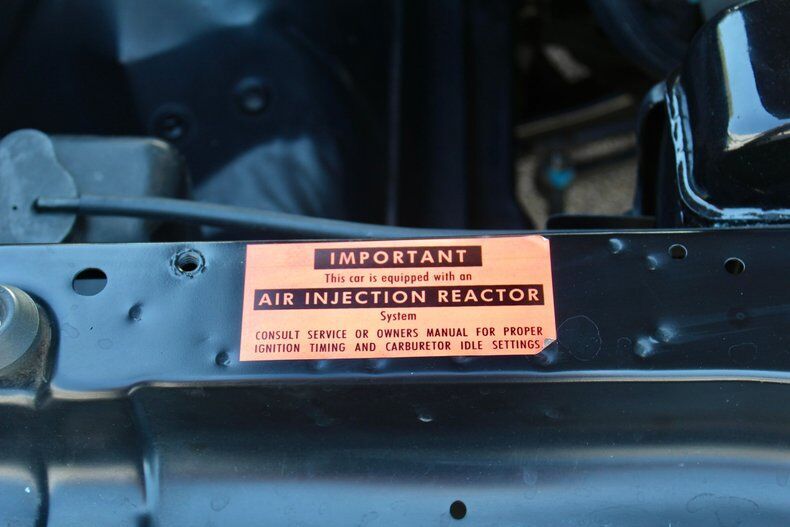 IMPORTANT
This car is equipped with an
AIR INJECTION REACTOR
System
CONSULT SERVICE OR OWNERS MANUAL FOR PROPER
IGNITION TIMING AND CARBURETOR IDLE SETTINGS